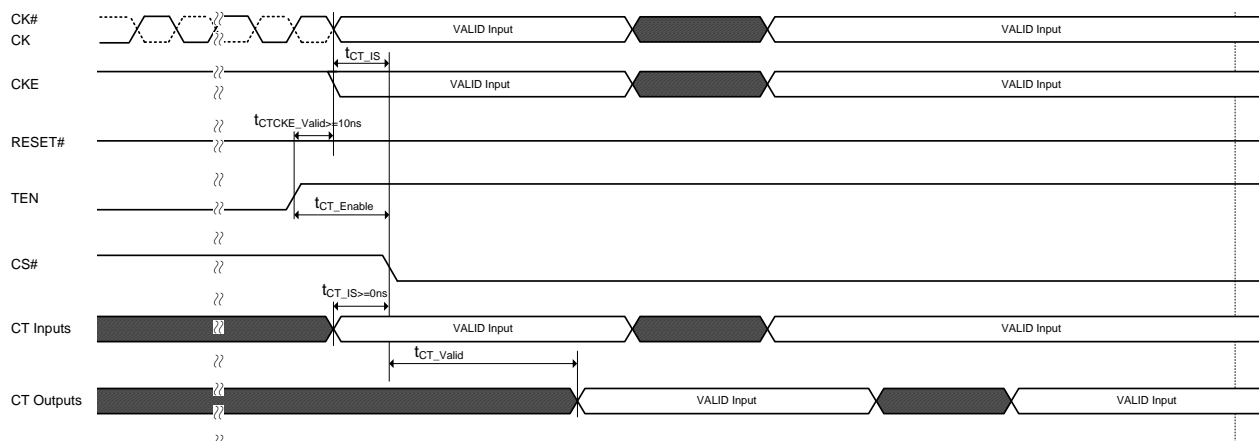 CK#
CK
VALID Input
VALID Input
tCT_IS
CKE
VALID Input
VALID Input
tCTCKE_Valid>=10ns
RESET#
TEN
tCT_Enable
CS#
tCT_IS>=0ns
CT Inputs
VALID Input
VALID Input
tCT_Valid
CT Outputs
VALID Input
VALID Input